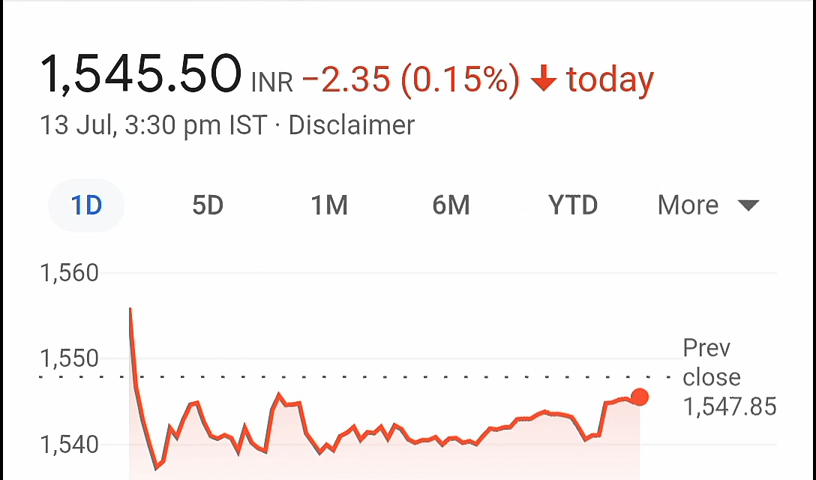 1,545.50 INR −2.35 (0.15%) ↓ today
13 Jul, 3:30 pm IST · Disclaimer
1D 5D 1M 6M YTD More
1,560
1,550
1,540
Prev
close
1,547.85